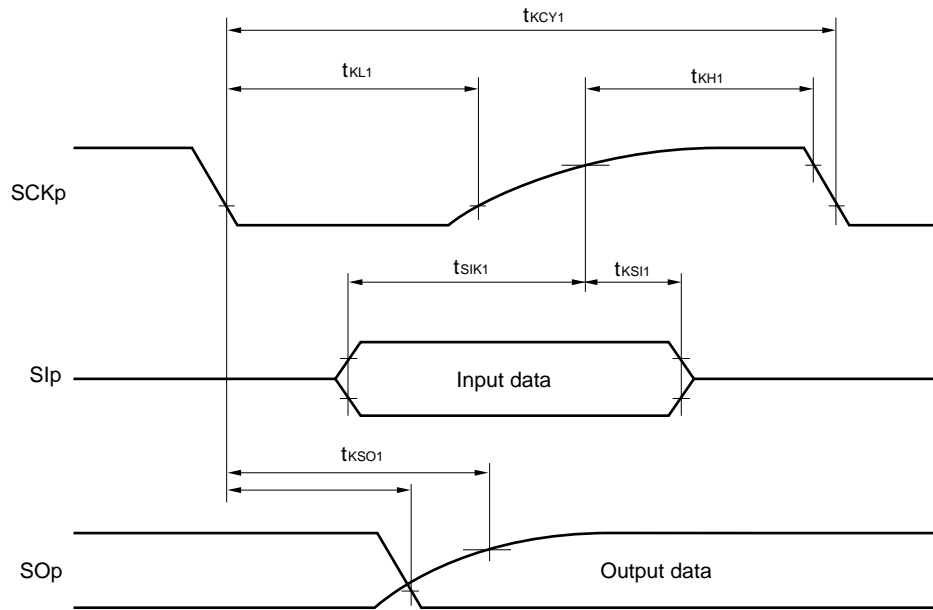 tKCY1
tKL1
tKH1
SCKp
tSIK1
tKSI1
SIp
Input data
tKSO1
SOp
Output data